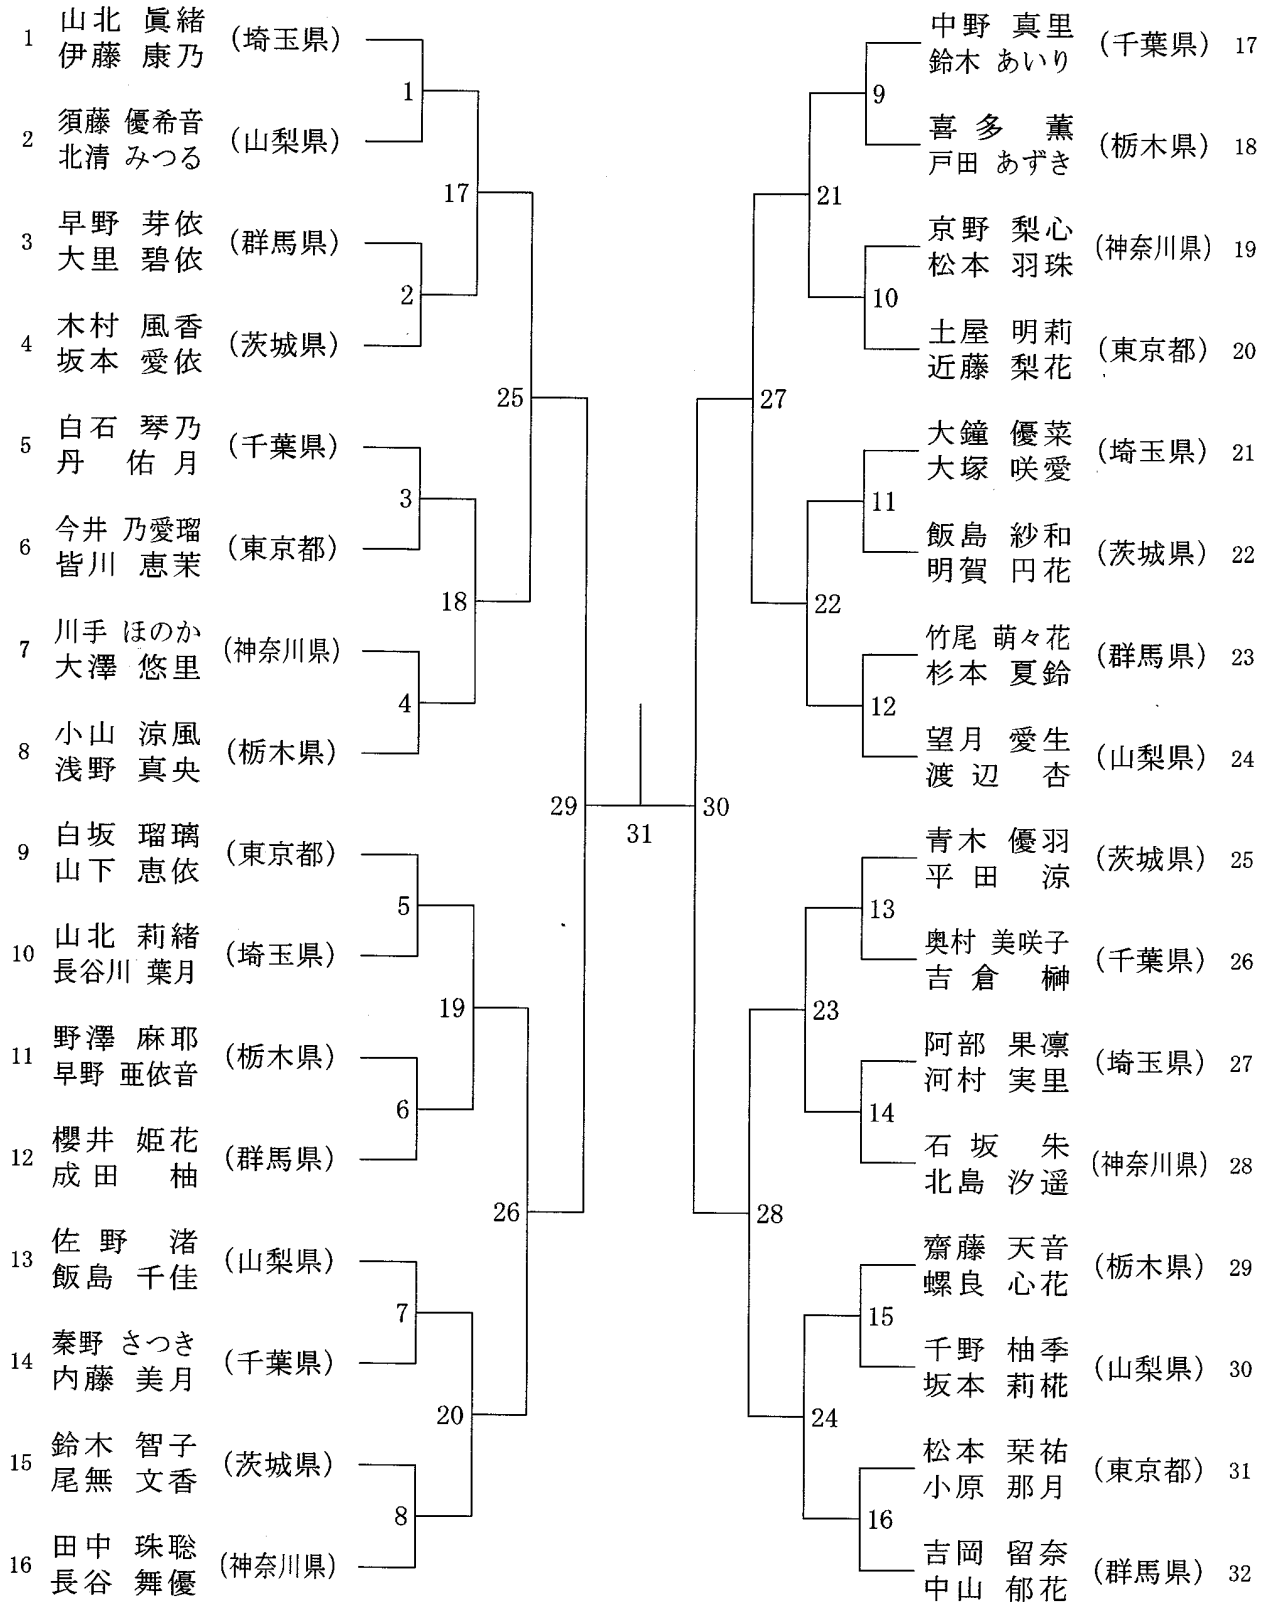 1 山北 眞緒 (埼玉県)
伊藤 康乃
2 須藤 優希音 (山梨県)
北清 みつる
3 早野 芽依 (群馬県)
大里 碧依
4 木村 風香 (茨城県)
坂本 愛依
5 白石 琴乃 (千葉県)
丹 佑月
6 今井 乃愛瑠 (東京都)
皆川 恵茉
7 川手 ほのか (神奈川県)
大澤 悠里
8 小山 涼風 (栃木県)
浅野 真央
9 白坂 瑠璃 (東京都)
山下 恵依
10 山北 莉緒 (埼玉県)
長谷川 葉月
11 野澤 麻耶 (栃木県)
早野 亜依音
12 櫻井 姫花 (群馬県)
成田 柚
13 佐野 渚 (山梨県)
飯島 千佳
14 秦野 さつき (千葉県)
内藤 美月
15 鈴木 智子 (茨城県)
尾無 文香
16 田中 珠聡 (神奈川県)
長谷 舞優
1
2
3
4
5
6
7
8
17
18
19
20
25
26
29
31
30
27
28
21
22
23
24
9
10
11
12
13
14
15
16
中野 真里 (千葉県) 17
鈴木 あいり
喜多 薫 (栃木県) 18
戸田 あずき
京野 梨心 (神奈川県) 19
松本 羽珠
土屋 明莉 (東京都) 20
近藤 梨花
大鐘 優菜 (埼玉県) 21
大塚 咲愛
飯島 紗和 (茨城県) 22
明賀 円花
竹尾 萌々花 (群馬県) 23
杉本 夏鈴
望月 愛生 (山梨県) 24
渡辺 杏
青木 優羽 (茨城県) 25
平田 涼
奥村 美咲子 (千葉県) 26
吉倉 榊
阿部 果凛 (埼玉県) 27
河村 実里
石坂 朱 (神奈川県) 28
北島 汐遥
齋藤 天音 (栃木県) 29
螺良 心花
千野 柚季 (山梨県) 30
坂本 莉椛
松本 栞祐 (東京都) 31
小原 那月
吉岡 留奈 (群馬県) 32
中山 郁花